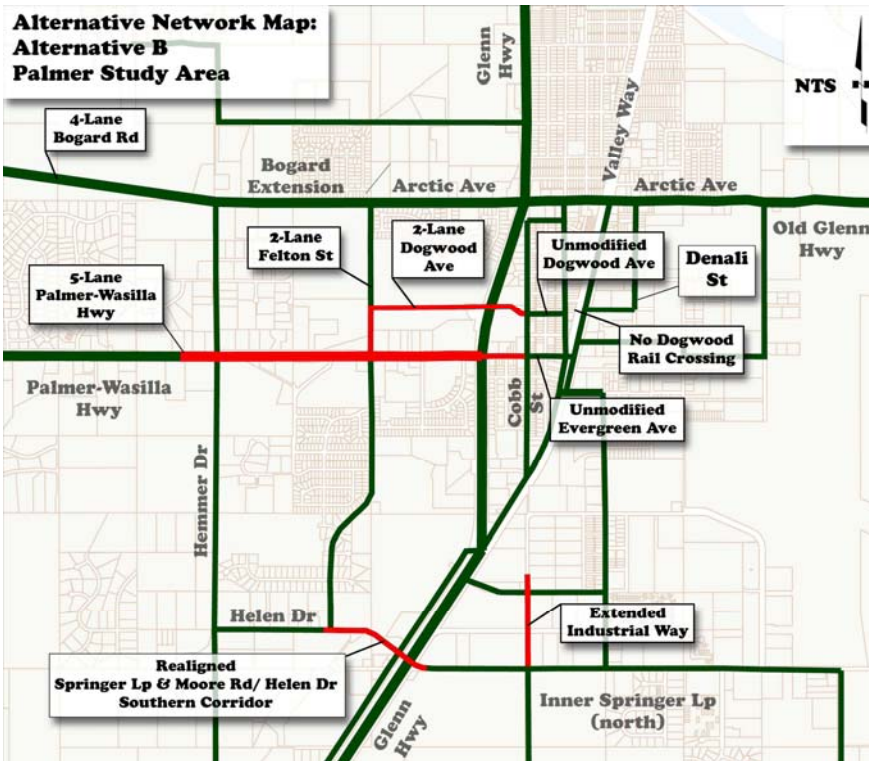 Alternative Network Map:
Alternative B
Palmer Study Area
Glenn
Hwy
Valley Way
NTS
4-Lane
Bogard Rd
Bogard
Extension
Arctic Ave
Arctic Ave
2-Lane
Felton St
2-Lane
Dogwood
Ave
Unmodified
Dogwood Ave
Denali
St
Old Glenn
Hwy
5-Lane
Palmer-Wasilla
Hwy
No Dogwood
Rail Crossing
Palmer-Wasilla
Hwy
Cobb
St
Unmodified
Evergreen Ave
Hemmer Dr
Helen Dr
Extended
Industrial Way
Realigned
Springer Lp & Moore Rd/ Helen Dr
Southern Corridor
Glenn
Hwy
Inner Springer Lp
(north)